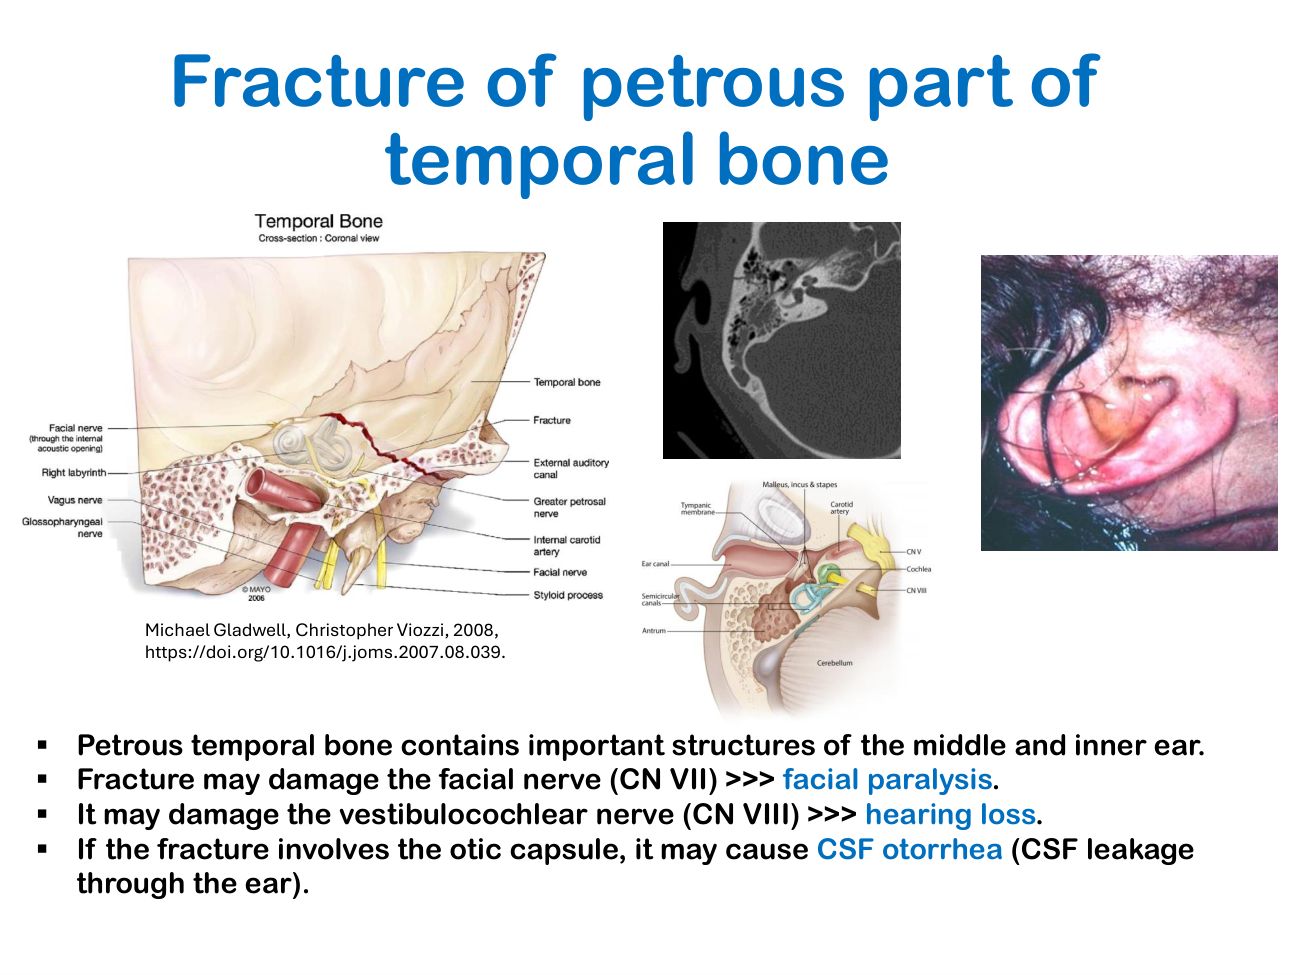 Fracture of petrous part of
temporal bone
Temporal Bone
Cross-section : Coronal view
Temporal bone
Fracture
External auditory
canal
Greater petrosal
nerve
Internal carotid
artery
Facial nerve
Styloid process
Facial nerve
(through the internal
acoustic opening)
Right labyrinth
Vagus nerve
Glossopharyngeal
nerve
© MAYO
2006
Michael Gladwell, Christopher Viozzi, 2008,
https://doi.org/10.1016/j.joms.2007.08.039.
Malleus, incus & stapes
Tympanic
membrane
Carotid
artery
Ear canal
CN V
Cochlea
CN VIII
Semicircular
canals
Antrum
Cerebellum
▪ Petrous temporal bone contains important structures of the middle and inner ear.
▪ Fracture may damage the facial nerve (CN VII) >>> facial paralysis.
▪ It may damage the vestibulocochlear nerve (CN VIII) >>> hearing loss.
▪ If the fracture involves the otic capsule, it may cause CSF otorrhea (CSF leakage
through the ear).